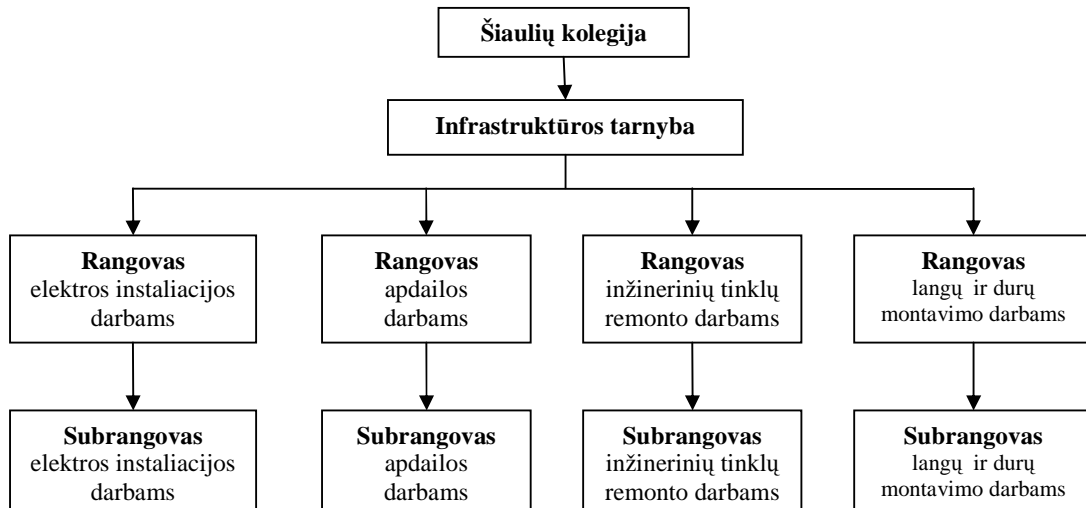 Šiaulių kolegija
Infrastruktūros tarnyba
Rangovas
elektros instaliacijos
darbams
Rangovas
apdailos
darbams
Rangovas
inžinerinių tinklų
remonto darbams
Rangovas
langų ir durų
montavimo darbams
Subrangovas
elektros instaliacijos
darbams
Subrangovas
apdailos
darbams
Subrangovas
inžinerinių tinklų
remonto darbams
Subrangovas
langų ir durų
montavimo darbams